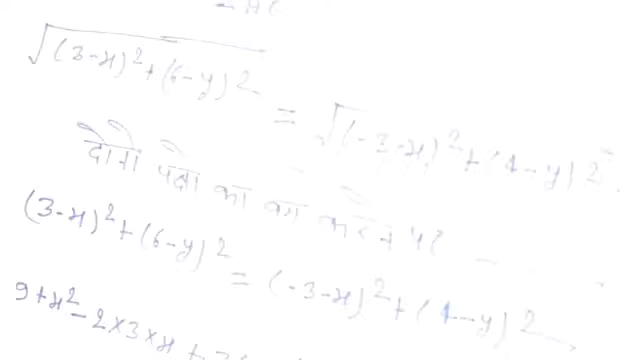 = AC
√(3-x)²+(6-y)² = √(-3-x)²+(4-y)²
दोनो पक्षो का वर्ग करने पर
(3-x)²+(6-y)² = (-3-x)²+(4-y)²
9+x²-2×3×x+